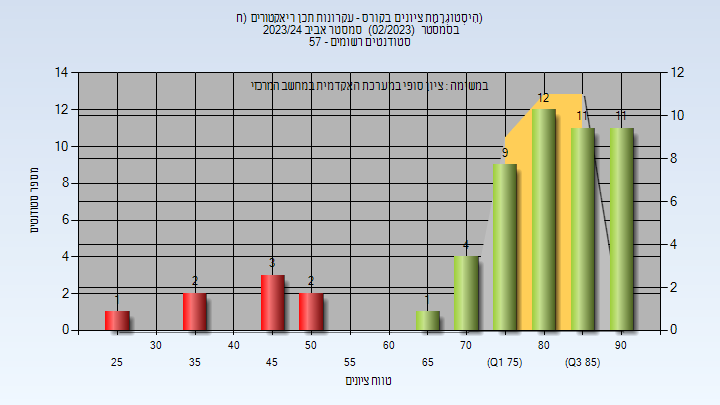 היסטוגרמת ציונים בקורס - עקרונות תכן ריאקטורים (ח)
בסמסטר (02/2023) סמסטר אביב 2023/24
סטודנטים רשומים - 57
במשימה : ציון סופי במערכת האקדמית במחשב המרכזי
מספר סטודנטים
14 12 10 8 6 4 2 0
12 10 8 6 4 2 0
1 2 3 2 1 4 9 12 11 11
30 40 50 60 70 80 90
25 35 45 55 65 (Q1 75) (Q3 85)
טווח ציונים